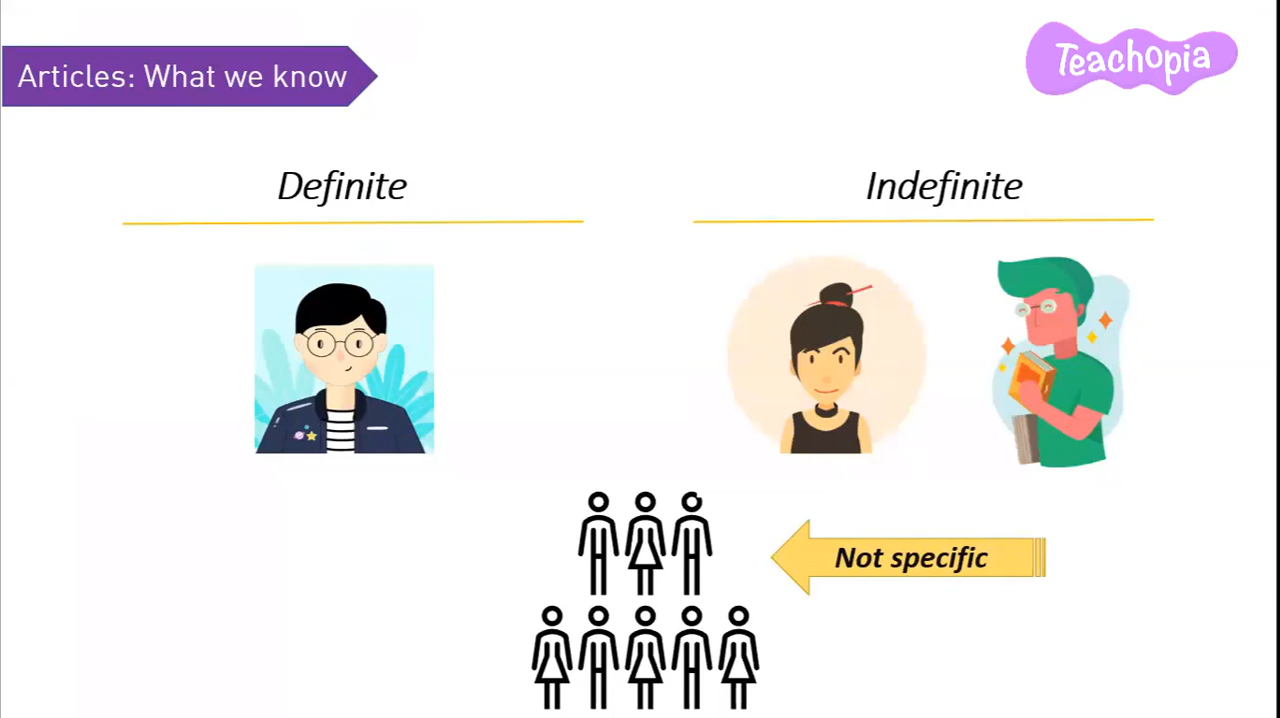 Articles: What we know
Teachopia
Definite
Indefinite
Not specific